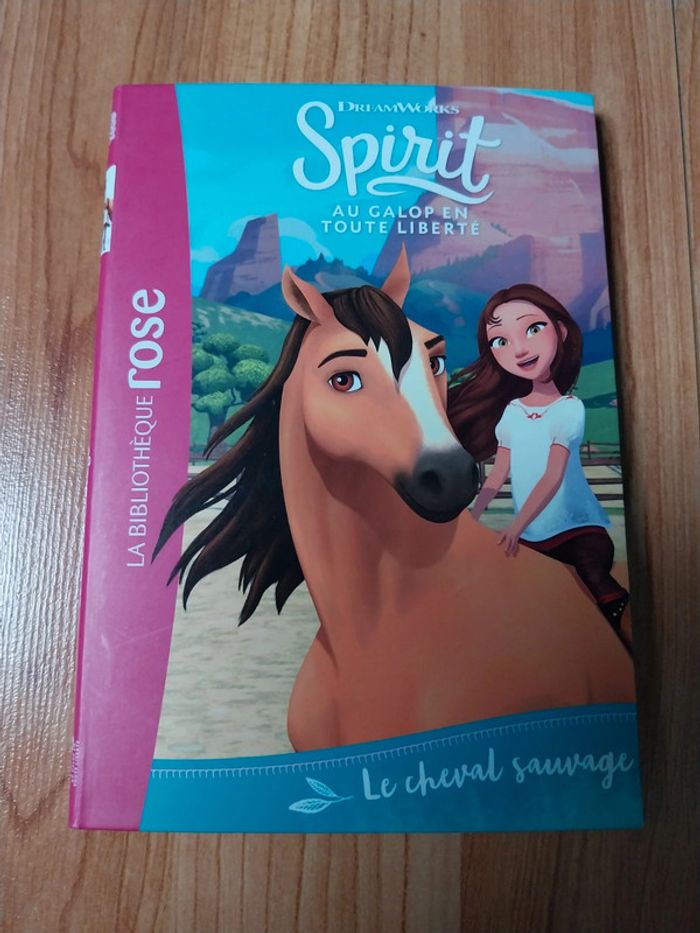 DREAMWORKS
Spirit
AU GALOP EN
TOUTE LIBERTÉ
LA BIBLIOTHÈQUE rose
Le cheval sauvage